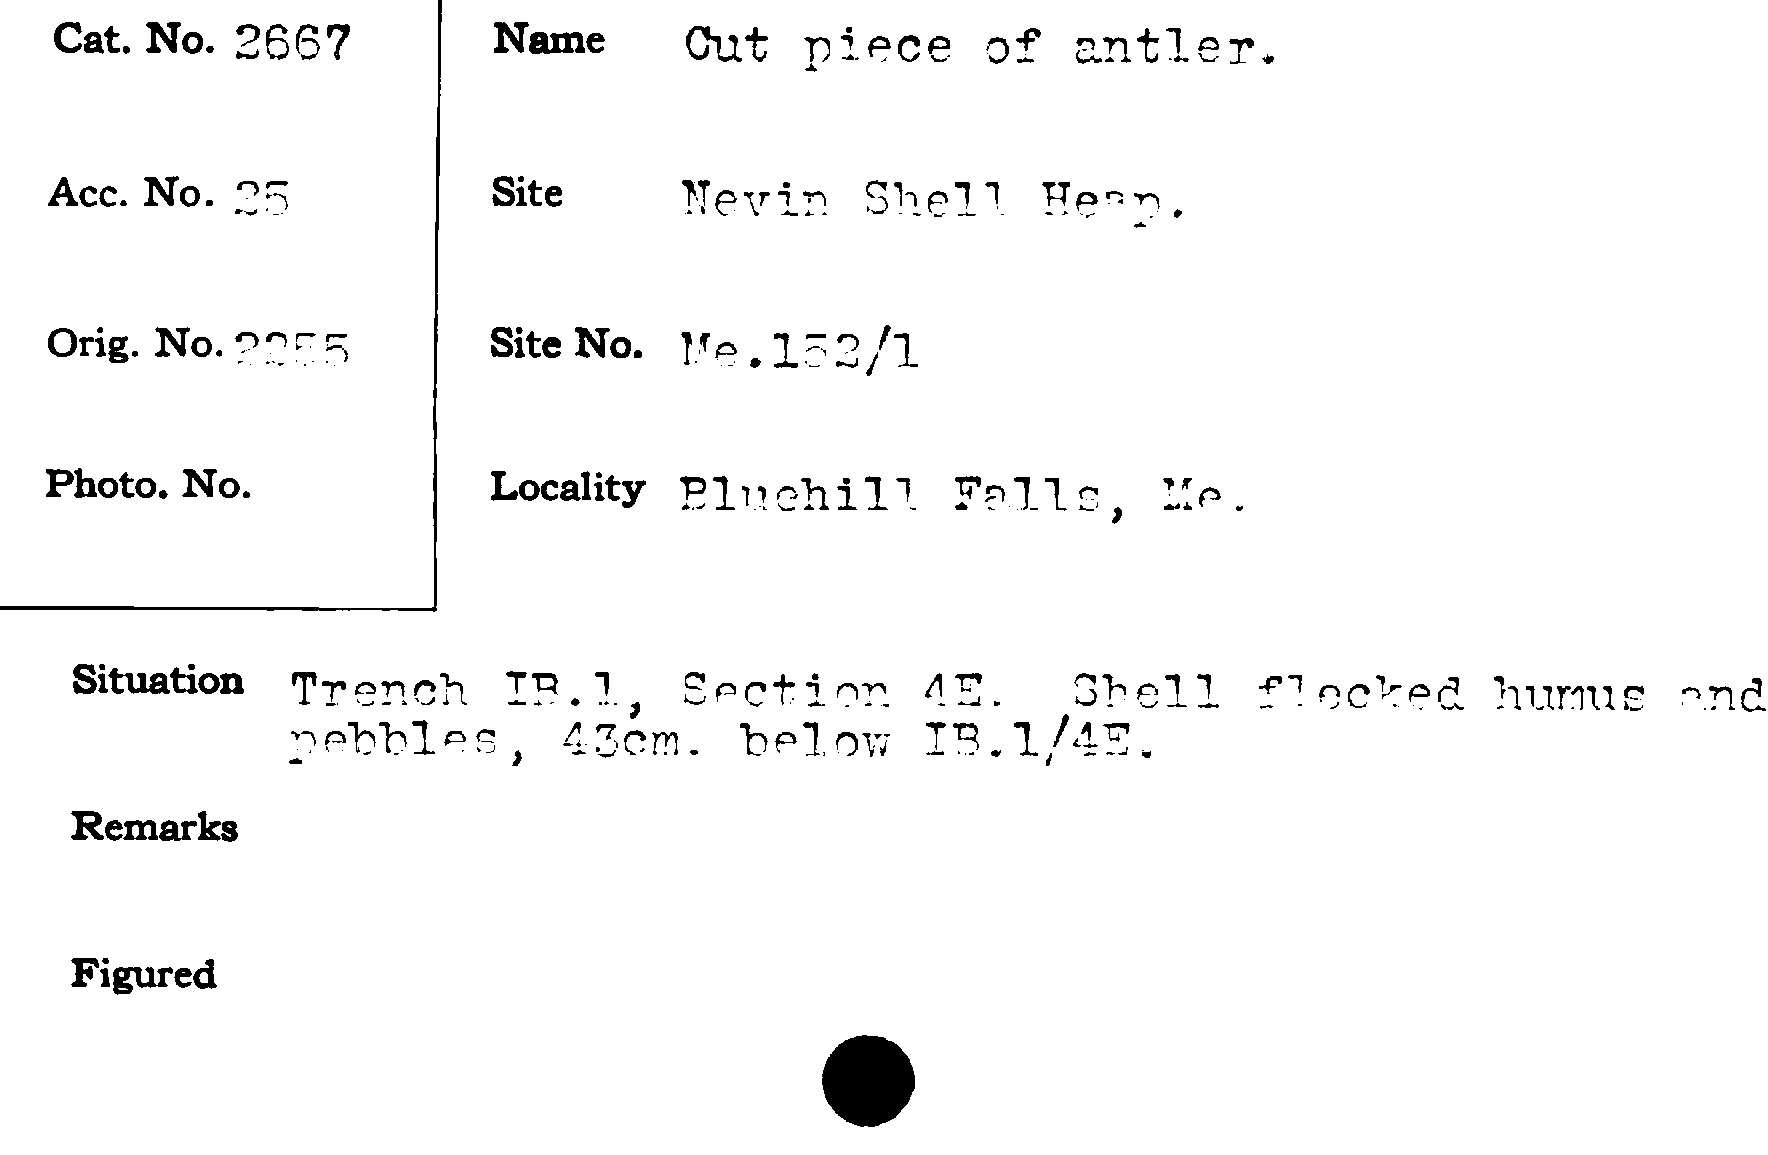 Cat. No. 2667
Name Cut piece of antler.
Acc. No. 25
Site Nevin Shell Heap.
Orig. No. 2255
Site No. Me.152/1
Photo. No.
Locality Bluehill Falls, Me.
Situation Trench IB.1, Section 4E. Shell flecked humus and
pebbles, 43cm. below IB.1/4E.
Remarks
Figured